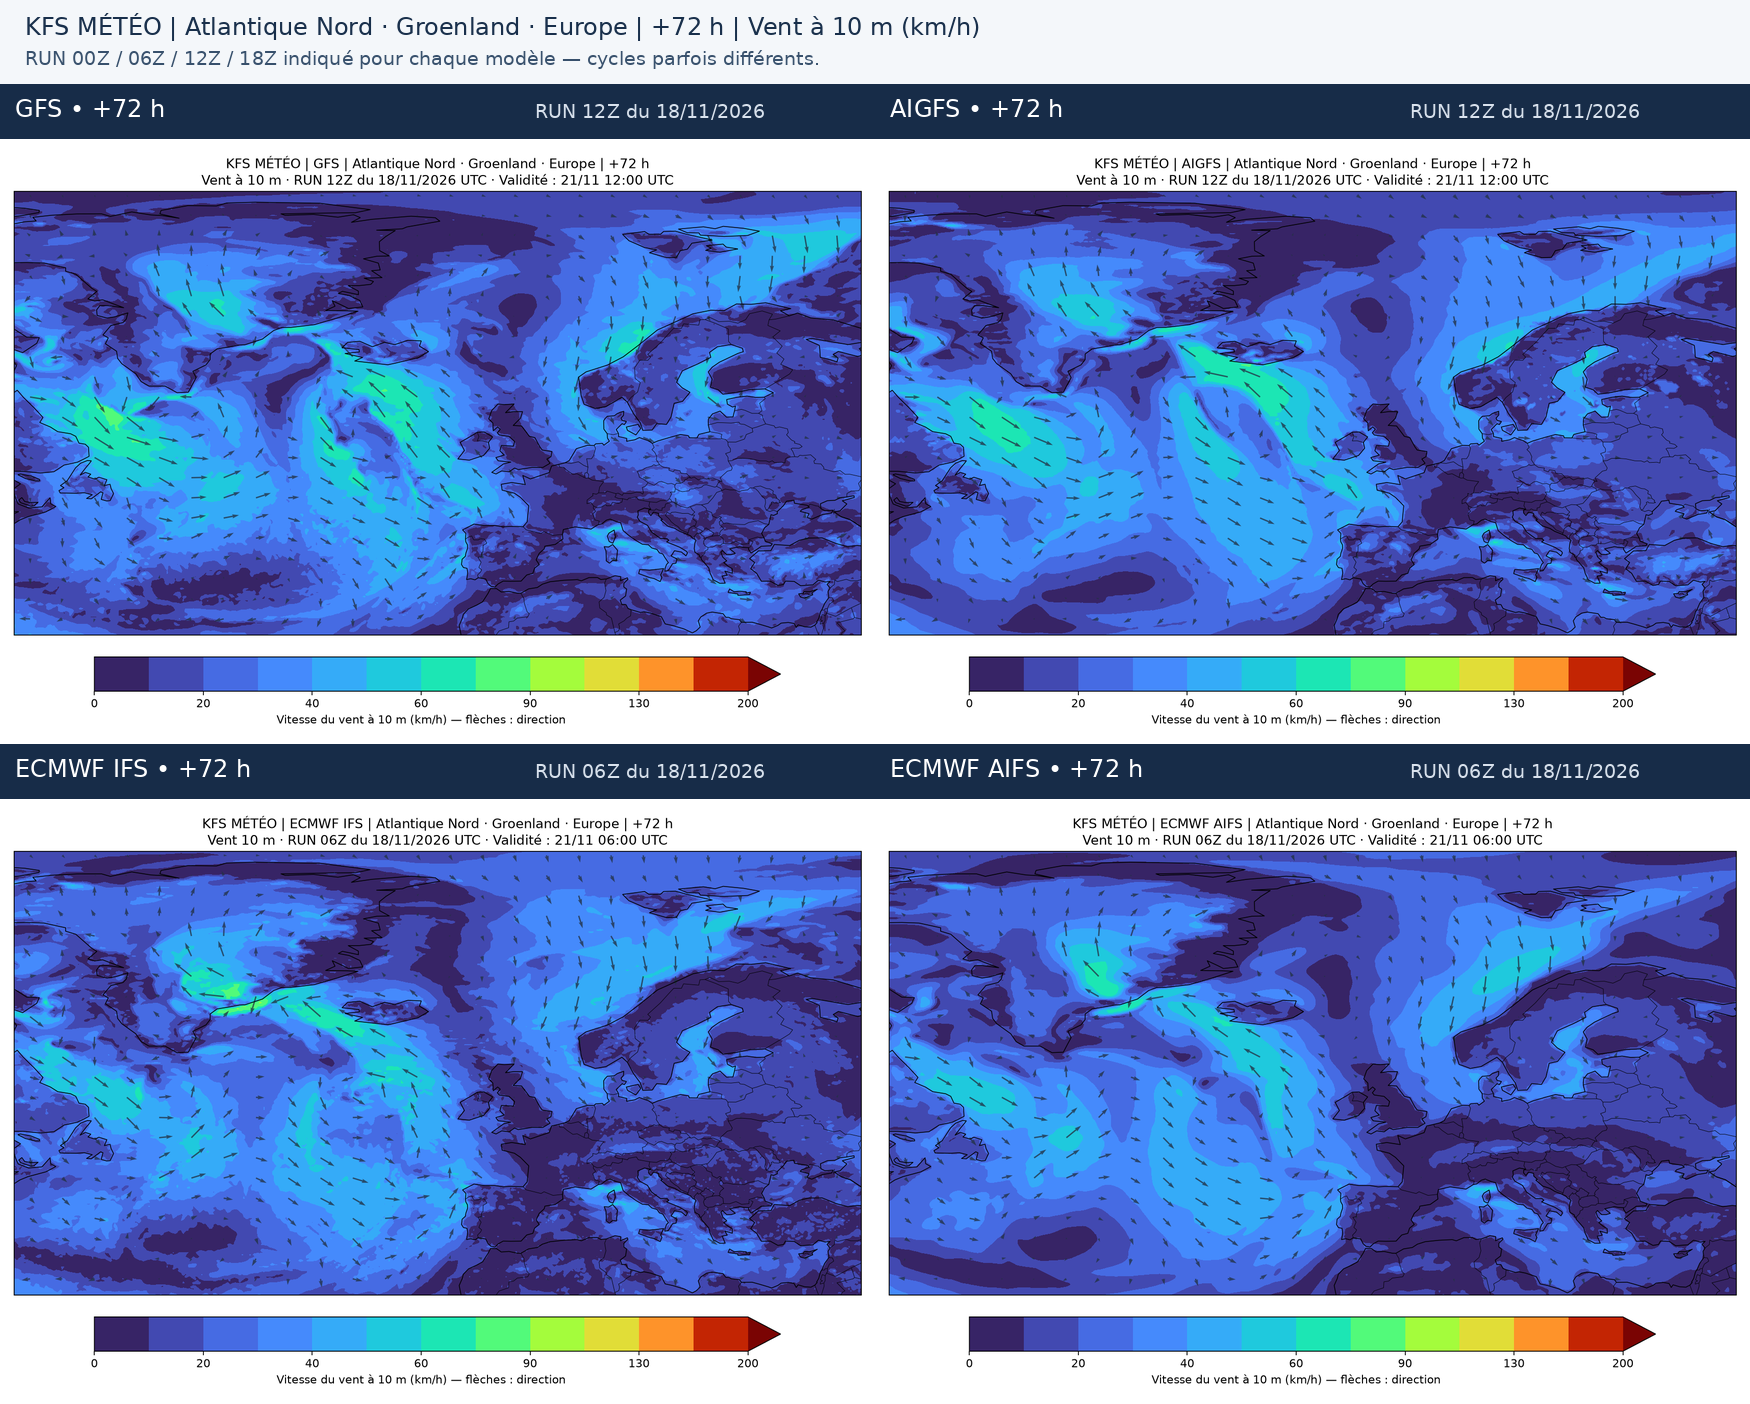 KFS MÉTÉO | Atlantique Nord · Groenland · Europe | +72 h | Vent à 10 m (km/h)
RUN 00Z / 06Z / 12Z / 18Z indiqué pour chaque modèle — cycles parfois différents.
GFS • +72 h
RUN 12Z du 18/11/2026
KFS MÉTÉO | GFS | Atlantique Nord · Groenland · Europe | +72 h
Vent à 10 m · RUN 12Z du 18/11/2026 UTC · Validité : 21/11 12:00 UTC
0 20 40 60 90 130 200
Vitesse du vent à 10 m (km/h) — flèches : direction
AIGFS • +72 h
RUN 12Z du 18/11/2026
KFS MÉTÉO | AIGFS | Atlantique Nord · Groenland · Europe | +72 h
Vent à 10 m · RUN 12Z du 18/11/2026 UTC · Validité : 21/11 12:00 UTC
0 20 40 60 90 130 200
Vitesse du vent à 10 m (km/h) — flèches : direction
ECMWF IFS • +72 h
RUN 06Z du 18/11/2026
KFS MÉTÉO | ECMWF IFS | Atlantique Nord · Groenland · Europe | +72 h
Vent 10 m · RUN 06Z du 18/11/2026 UTC · Validité : 21/11 06:00 UTC
0 20 40 60 90 130 200
Vitesse du vent à 10 m (km/h) — flèches : direction
ECMWF AIFS • +72 h
RUN 06Z du 18/11/2026
KFS MÉTÉO | ECMWF AIFS | Atlantique Nord · Groenland · Europe | +72 h
Vent 10 m · RUN 06Z du 18/11/2026 UTC · Validité : 21/11 06:00 UTC
0 20 40 60 90 130 200
Vitesse du vent à 10 m (km/h) — flèches : direction